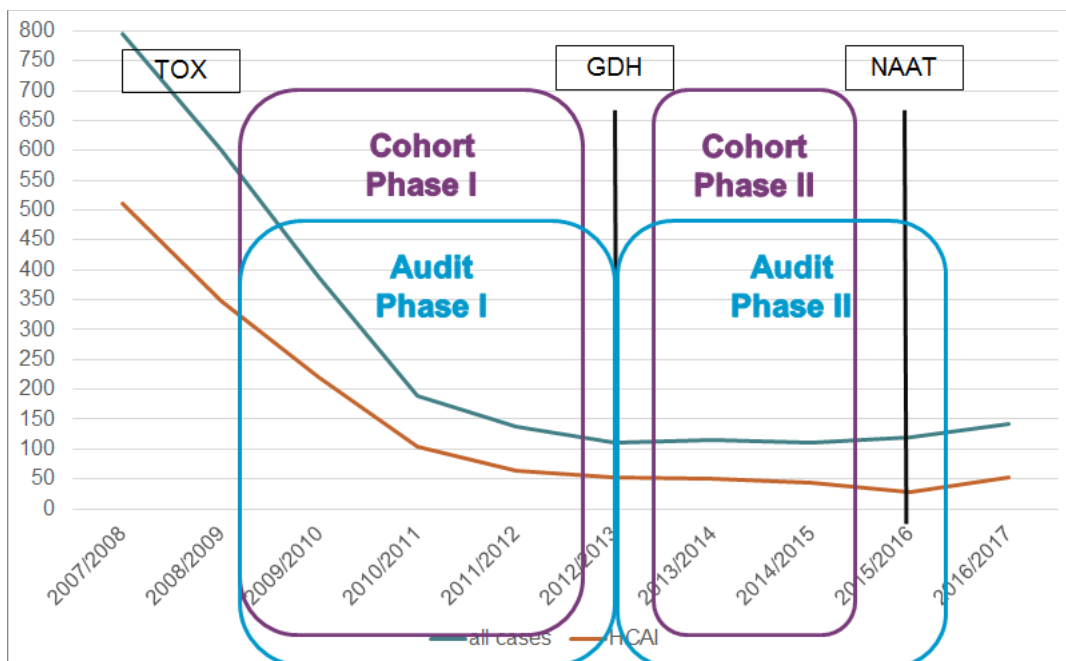 800
750
700
650
600
550
500
450
400
350
300
250
200
150
100
50
0
TOX
GDH
NAAT
Cohort
Phase I
Cohort
Phase II
Audit
Phase I
Audit
Phase II
2007/2008
2008/2009
2009/2010
2010/2011
2011/2012
2012/2013
2013/2014
2014/2015
2015/2016
2016/2017
all cases
HCAI